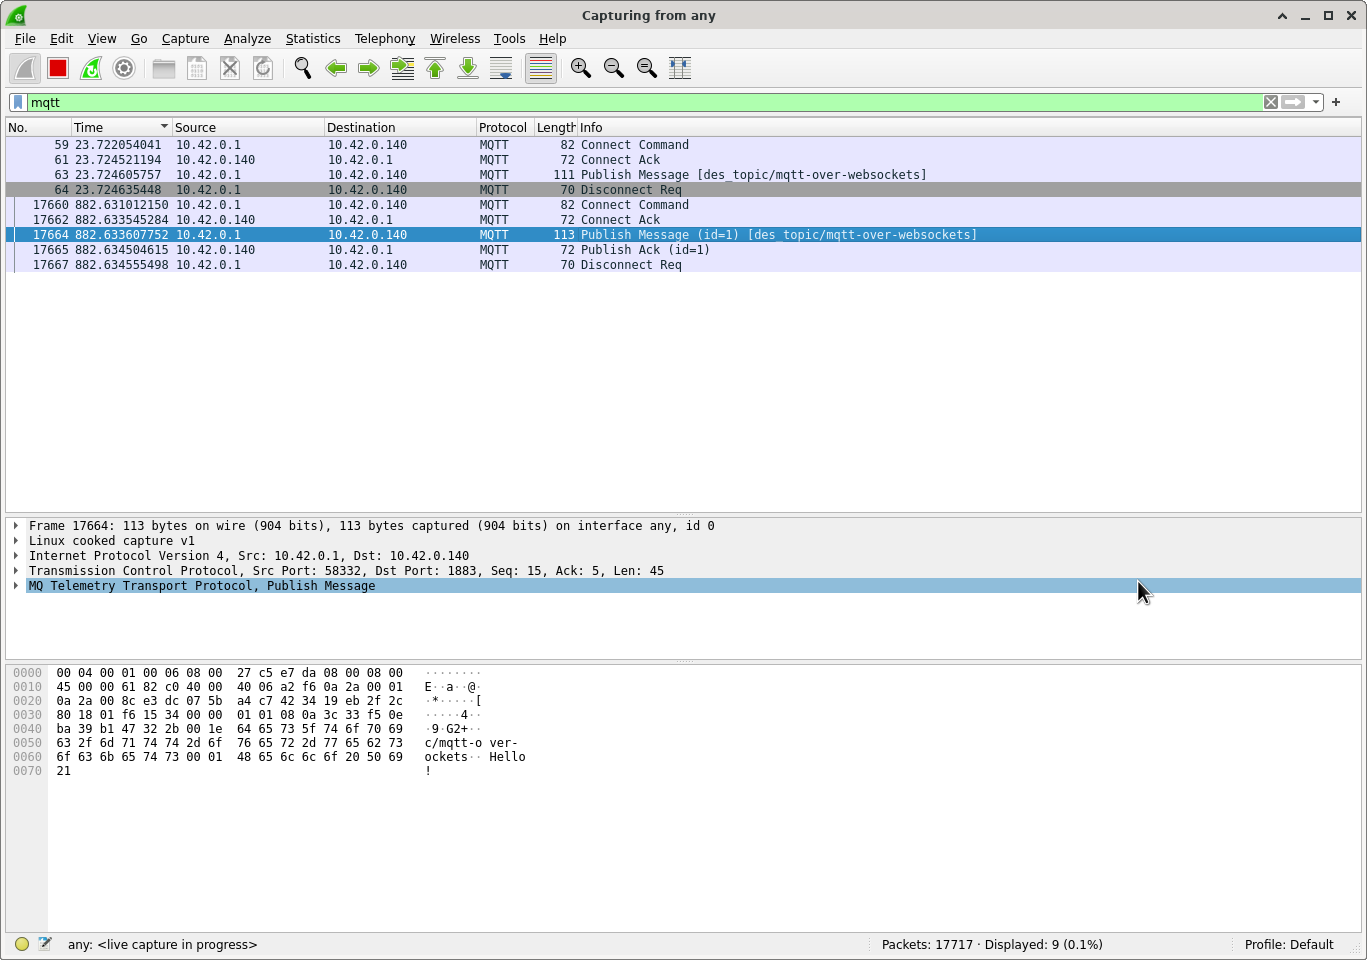 Capturing from any
File Edit View Go Capture Analyze Statistics Telephony Wireless Tools Help
mqtt
No. Time Source Destination Protocol Length Info
59 23.722054041 10.42.0.1 10.42.0.140 MQTT 82 Connect Command
61 23.724521194 10.42.0.140 10.42.0.1 MQTT 72 Connect Ack
63 23.724605757 10.42.0.1 10.42.0.140 MQTT 111 Publish Message [des_topic/mqtt-over-websockets]
64 23.724635448 10.42.0.1 10.42.0.140 MQTT 70 Disconnect Req
17660 882.631012150 10.42.0.1 10.42.0.140 MQTT 82 Connect Command
17662 882.633545284 10.42.0.140 10.42.0.1 MQTT 72 Connect Ack
17664 882.633607752 10.42.0.1 10.42.0.140 MQTT 113 Publish Message (id=1) [des_topic/mqtt-over-websockets]
17665 882.634504615 10.42.0.140 10.42.0.1 MQTT 72 Publish Ack (id=1)
17667 882.634555498 10.42.0.1 10.42.0.140 MQTT 70 Disconnect Req
Frame 17664: 113 bytes on wire (904 bits), 113 bytes captured (904 bits) on interface any, id 0
Linux cooked capture v1
Internet Protocol Version 4, Src: 10.42.0.1, Dst: 10.42.0.140
Transmission Control Protocol, Src Port: 58332, Dst Port: 1883, Seq: 15, Ack: 5, Len: 45
MQ Telemetry Transport Protocol, Publish Message
0000 00 04 00 01 00 06 08 00 27 c5 e7 da 08 00 08 00 ········
0010 45 00 00 61 82 c0 40 00 40 06 a2 f6 0a 2a 00 01 E··a··@·
0020 0a 2a 00 8c e3 dc 07 5b a4 c7 42 34 19 eb 2f 2c ·*·····[
0030 80 18 01 f6 15 34 00 00 01 01 08 0a 3c 33 f5 0e ·····4··
0040 ba 39 b1 47 32 2b 00 1e 64 65 73 5f 74 6f 70 69 ·9·G2+··
0050 63 2f 6d 71 74 74 2d 6f 76 65 72 2d 77 65 62 73 c/mqtt-o ver-
0060 6f 63 6b 65 74 73 00 01 48 65 6c 6c 6f 20 50 69 ockets·· Hello
0070 21 !
any: <live capture in progress> Packets: 17717 · Displayed: 9 (0.1%) Profile: Default